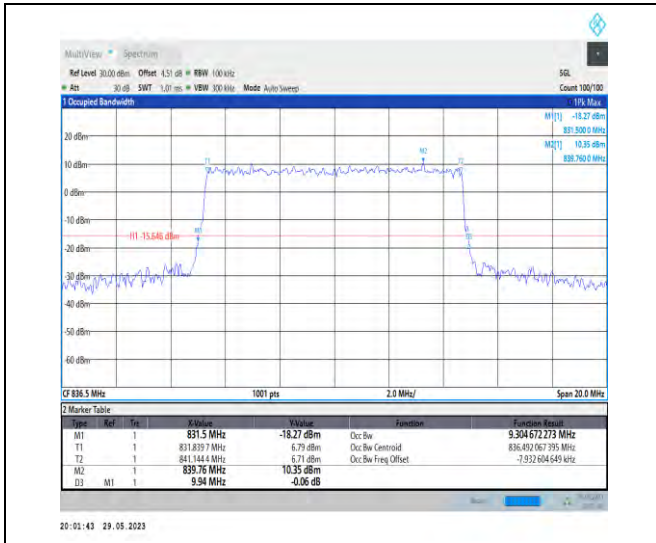 MultiView Spectrum
Ref Level 30.00 dBm Offset 4.51 dB RBW 100 kHz SGL
Att 30 dB SWT 1.01 ms VBW 300 kHz Mode Auto Sweep Count 100/100
1 Occupied Bandwidth 1Pk Max
M1[1] -18.27 dBm
831.500 0 MHz
M2[1] 10.35 dBm
839.760 0 MHz
20 dBm
M2
T1 T2
10 dBm
0 dBm
-10 dBm
H1 -15.646 dBm
M1
D3
-20 dBm
-30 dBm
-40 dBm
-50 dBm
-60 dBm
CF 836.5 MHz 1001 pts 2.0 MHz/ Span 20.0 MHz
2 Marker Table
Type Ref Trc X-Value Y-Value Function Function Result
M1 1 831.5 MHz -18.27 dBm Occ Bw 9.304 672 273 MHz
T1 1 831.839 7 MHz 6.79 dBm Occ Bw Centroid 836.492 067 395 MHz
T2 1 841.144 4 MHz 6.71 dBm Occ Bw Freq Offset -7.932 604 649 kHz
M2 1 839.76 MHz 10.35 dBm
D3 M1 1 9.94 MHz -0.06 dB
20:01:43 29.05.2023